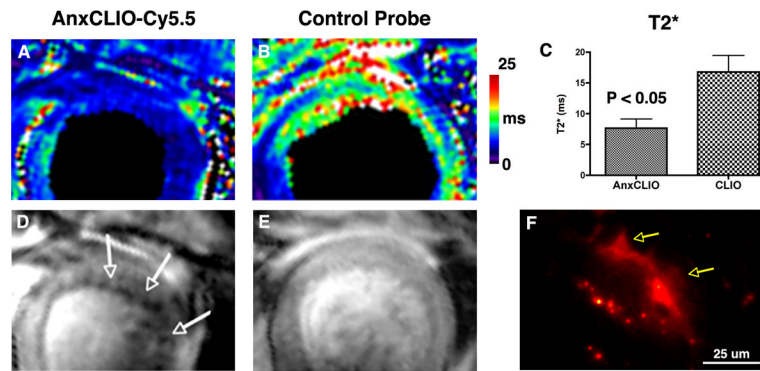 AnxCLIO-Cy5.5 Control Probe T2*
A B C
25
ms
0
20
15
10
5
0
T2* (ms)
P < 0.05
AnxCLIO CLIO
D E F
25 um